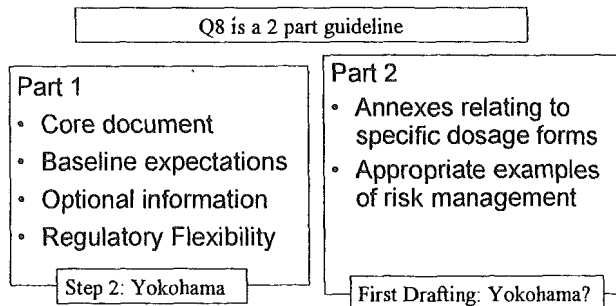 Q8 is a 2 part guideline
Part 1
• Core document
• Baseline expectations
• Optional information
• Regulatory Flexibility
Step 2: Yokohama
Part 2
• Annexes relating to
specific dosage forms
• Appropriate examples
of risk management
First Drafting: Yokohama?